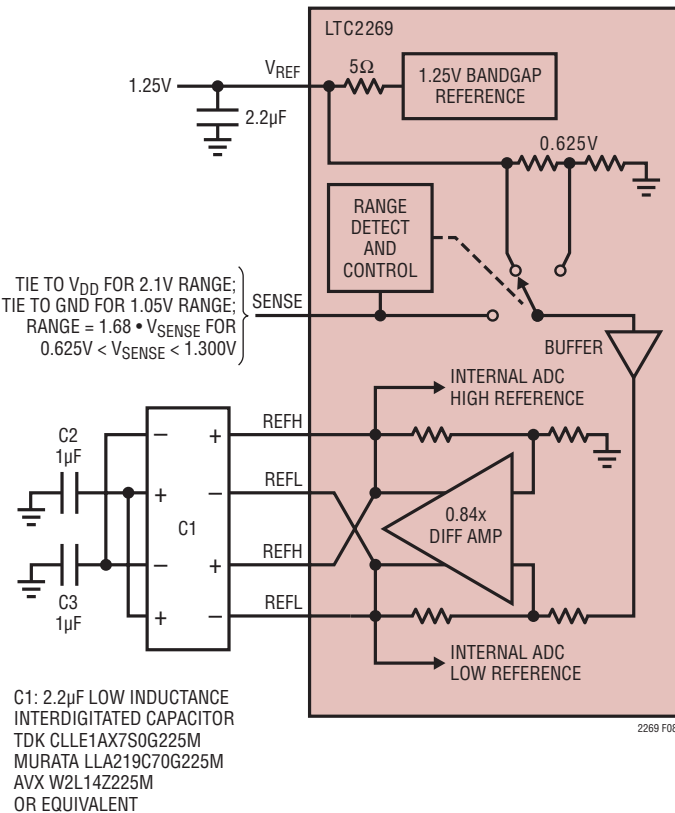 LTC2269
VREF
5Ω
1.25V BANDGAP
REFERENCE
1.25V
2.2µF
0.625V
RANGE
DETECT
AND
CONTROL
TIE TO VDD FOR 2.1V RANGE;
TIE TO GND FOR 1.05V RANGE;
RANGE = 1.68 • VSENSE FOR
0.625V < VSENSE < 1.300V
SENSE
BUFFER
INTERNAL ADC
HIGH REFERENCE
REFH
C2
1µF
–
+
REFL
+
–
C1
0.84x
DIFF AMP
REFH
–
+
C3
1µF
REFL
+
–
INTERNAL ADC
LOW REFERENCE
C1: 2.2µF LOW INDUCTANCE
INTERDIGITATED CAPACITOR
TDK CLLE1AX7S0G225M
MURATA LLA219C70G225M
AVX W2L14Z225M
OR EQUIVALENT
2269 F08